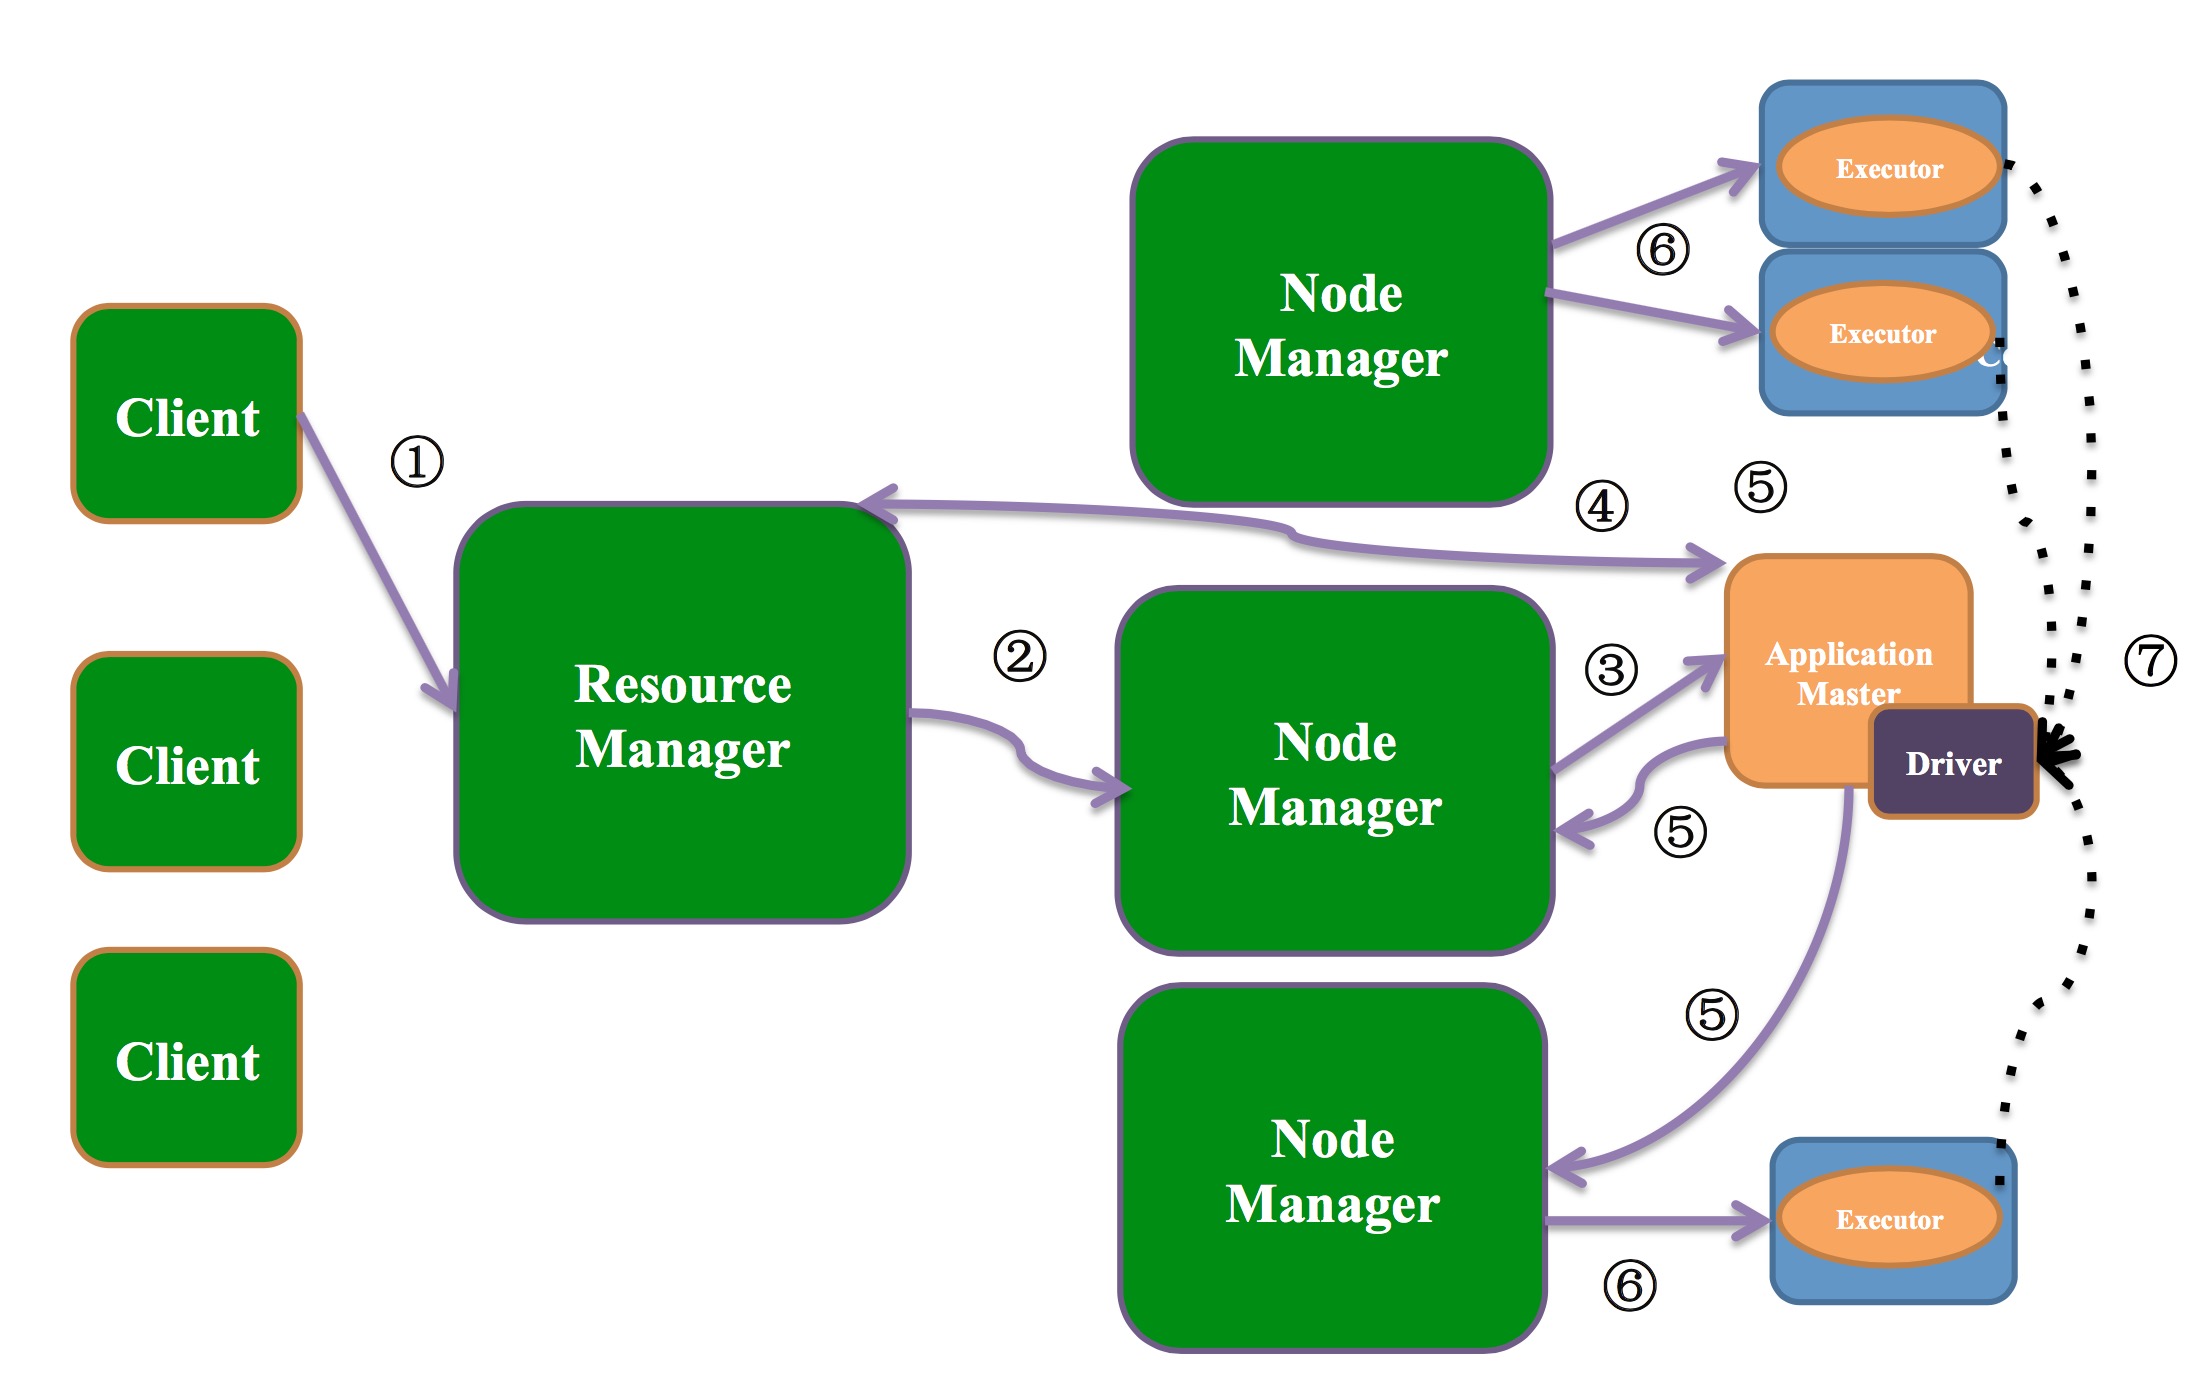 Executor
⑥
Executor
Node
Manager
Client
①
④
⑤
Resource
Manager
②
Node
Manager
③
Application
Master
Driver
⑦
⑤
Client
⑤
Client
Node
Manager
Executor
⑥